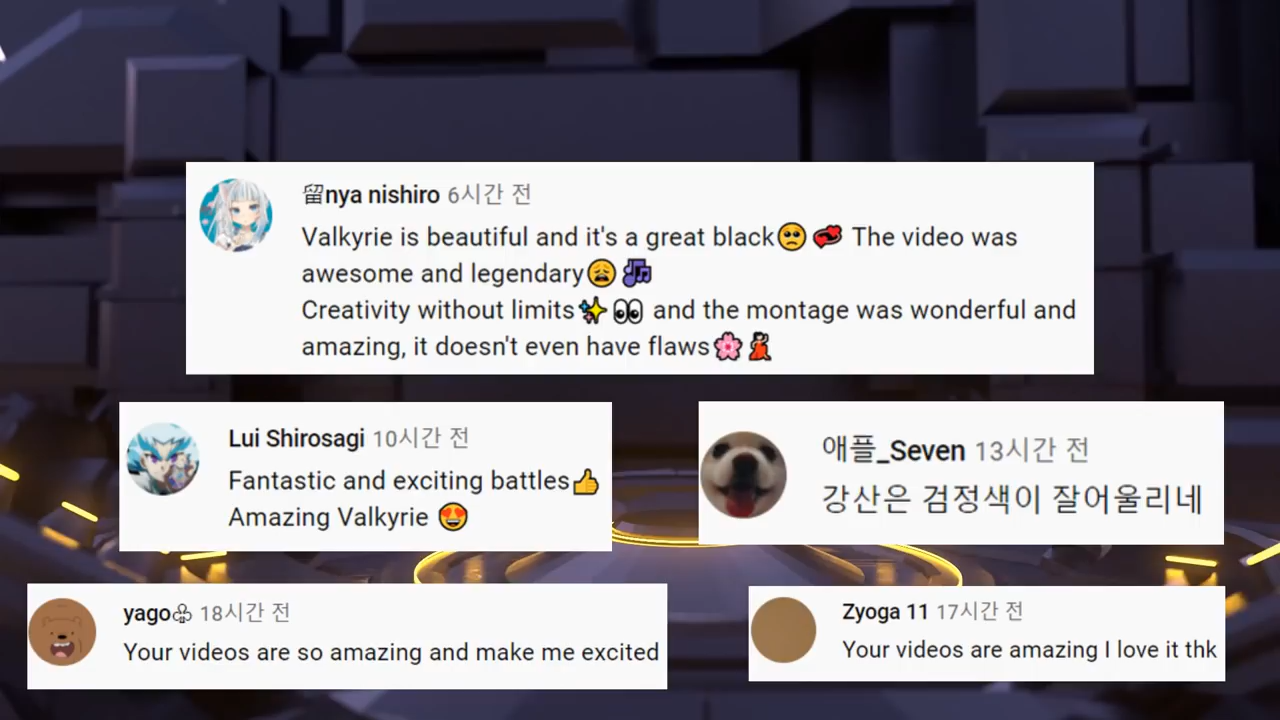 留nya nishiro 6시간 전
Valkyrie is beautiful and it's a great black🥺💞 The video was
awesome and legendary😩🎶
Creativity without limits✨👀 and the montage was wonderful and
amazing, it doesn't even have flaws🌸💃
Lui Shirosagi 10시간 전
Fantastic and exciting battles👍
Amazing Valkyrie 😍
애플_Seven 13시간 전
강산은 검정색이 잘어울리네
yago♧ 18시간 전
Your videos are so amazing and make me excited
Zyoga 11 17시간 전
Your videos are amazing I love it thk